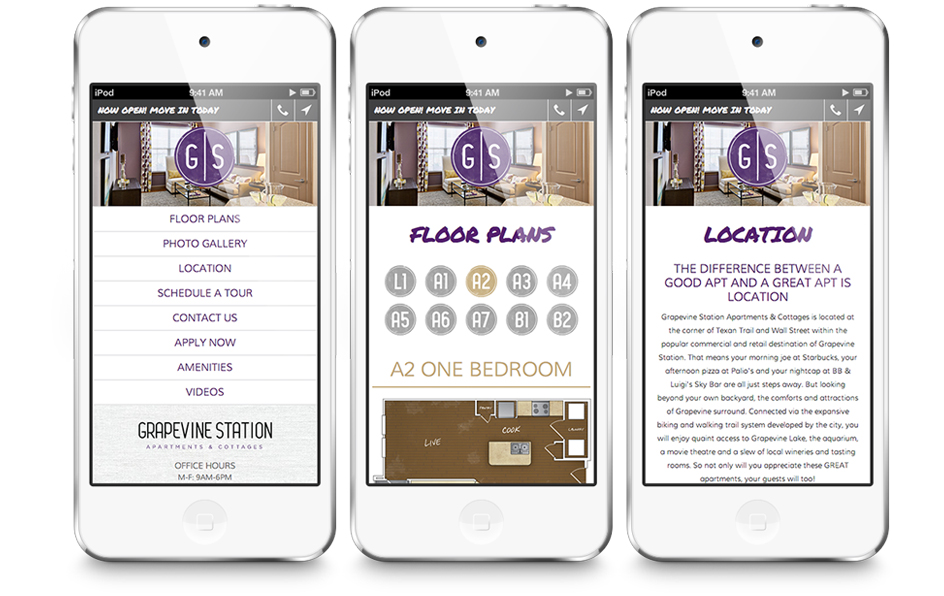 iPod 9:41 AM
NOW OPEN! MOVE IN TODAY
G S
FLOOR PLANS
PHOTO GALLERY
LOCATION
SCHEDULE A TOUR
CONTACT US
APPLY NOW
AMENITIES
VIDEOS
GRAPEVINE STATION
APARTMENTS & COTTAGES
OFFICE HOURS
M-F: 9AM-6PM
iPod 9:41 AM
NOW OPEN! MOVE IN TODAY
G S
FLOOR PLANS
L1 A1 A2 A3 A4
A5 A6 A7 B1 B2
A2 ONE BEDROOM
PANTRY
COOK
LIVE
iPod 9:41 AM
NOW OPEN! MOVE IN TODAY
G S
LOCATION
THE DIFFERENCE BETWEEN A
GOOD APT AND A GREAT APT IS
LOCATION
Grapevine Station Apartments & Cottages is located at
the corner of Texan Trail and Wall Street within the
popular commercial and retail destination of Grapevine
Station. That means your morning joe at Starbucks, your
afternoon pizza at Palio's and your nightcap at BB &
Luigi's Sky Bar are all just steps away. But looking
beyond your own backyard, the comforts and attractions
of Grapevine surround. Connected via the expansive
biking and walking trail system developed by the city, you
will enjoy quaint access to Grapevine Lake, the aquarium,
a movie theatre and a slew of local wineries and tasting
rooms. So not only will you appreciate these GREAT
apartments, your guests will too!